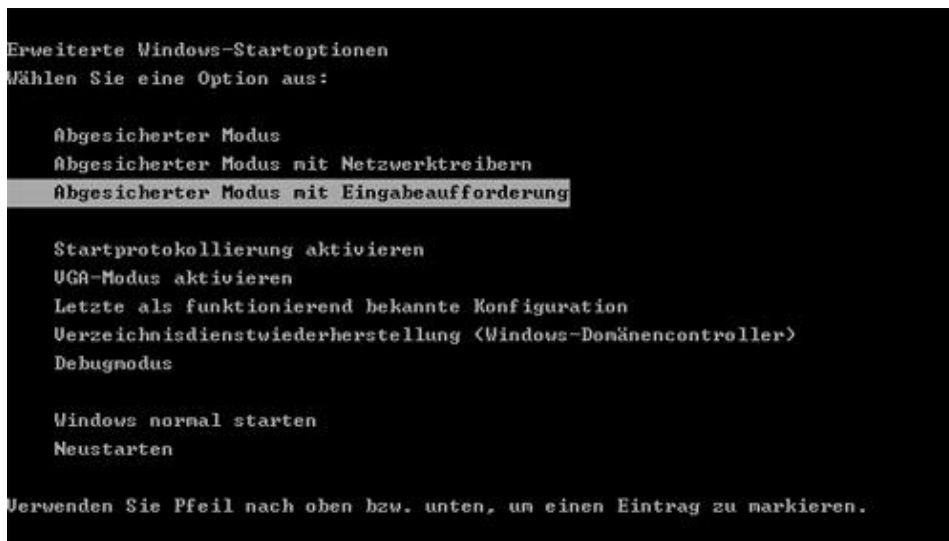 Erweiterte Windows-Startoptionen
Wählen Sie eine Option aus:
Abgesicherter Modus
Abgesicherter Modus mit Netzwerktreibern
Abgesicherter Modus mit Eingabeaufforderung
Startprotokollierung aktivieren
VGA-Modus aktivieren
Letzte als funktionierend bekannte Konfiguration
Verzeichnisdienstwiederherstellung (Windows-Domänencontroller)
Debugmodus
Windows normal starten
Neustarten
Verwenden Sie Pfeil nach oben bzw. unten, um einen Eintrag zu markieren.